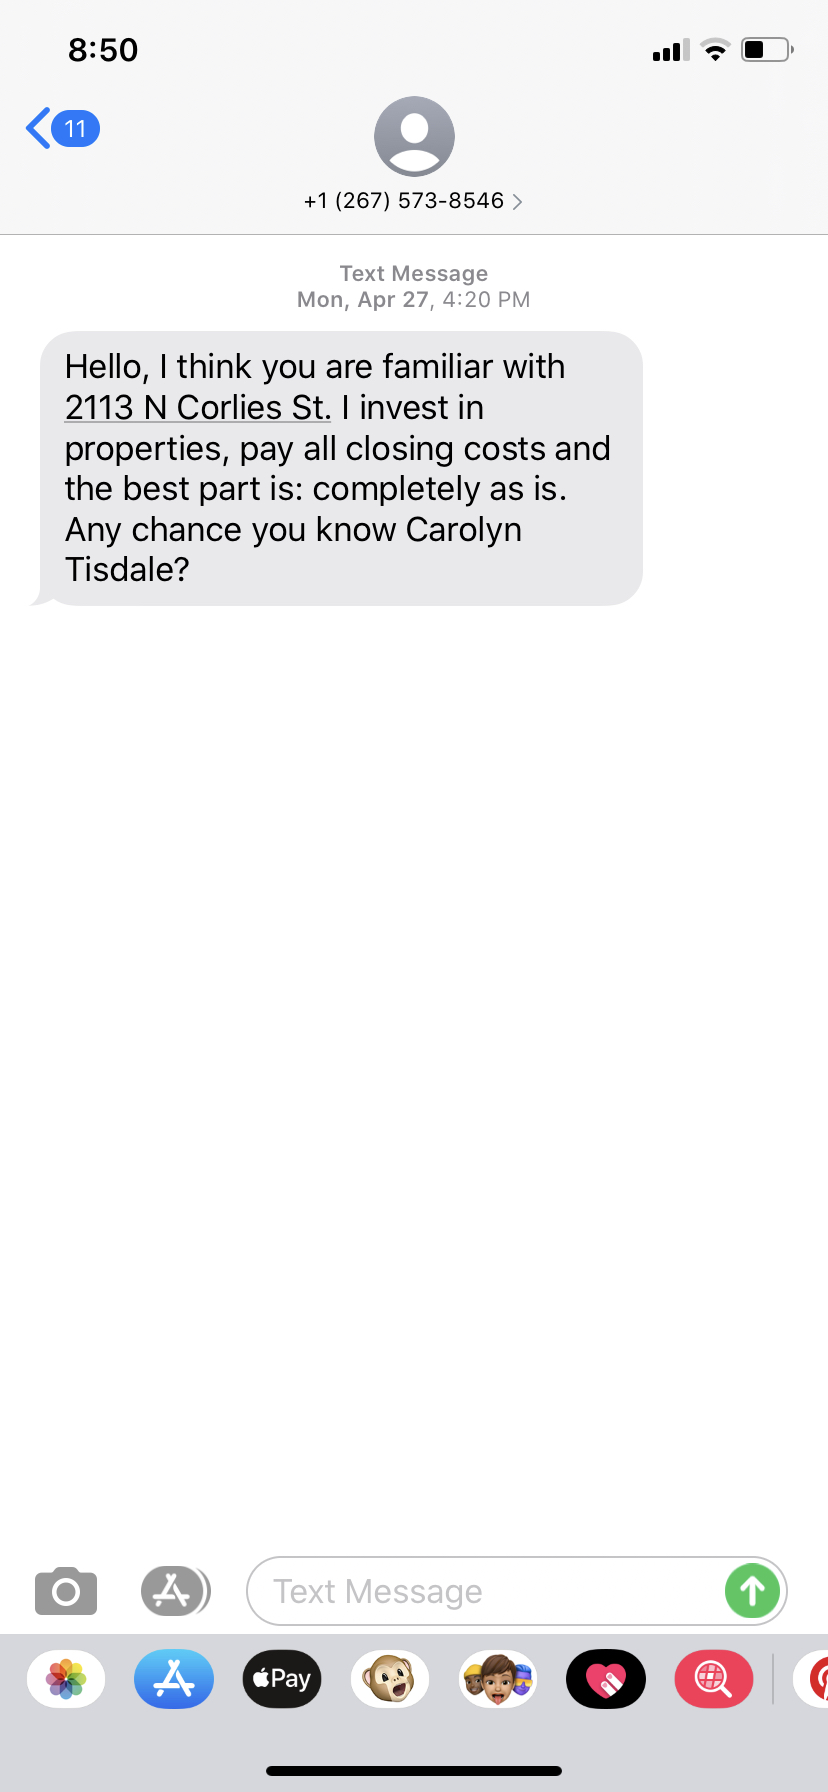 8:50
11
+1 (267) 573-8546
Text Message
Mon, Apr 27, 4:20 PM
Hello, I think you are familiar with
2113 N Corlies St. I invest in
properties, pay all closing costs and
the best part is: completely as is.
Any chance you know Carolyn
Tisdale?
Text Message
Pay